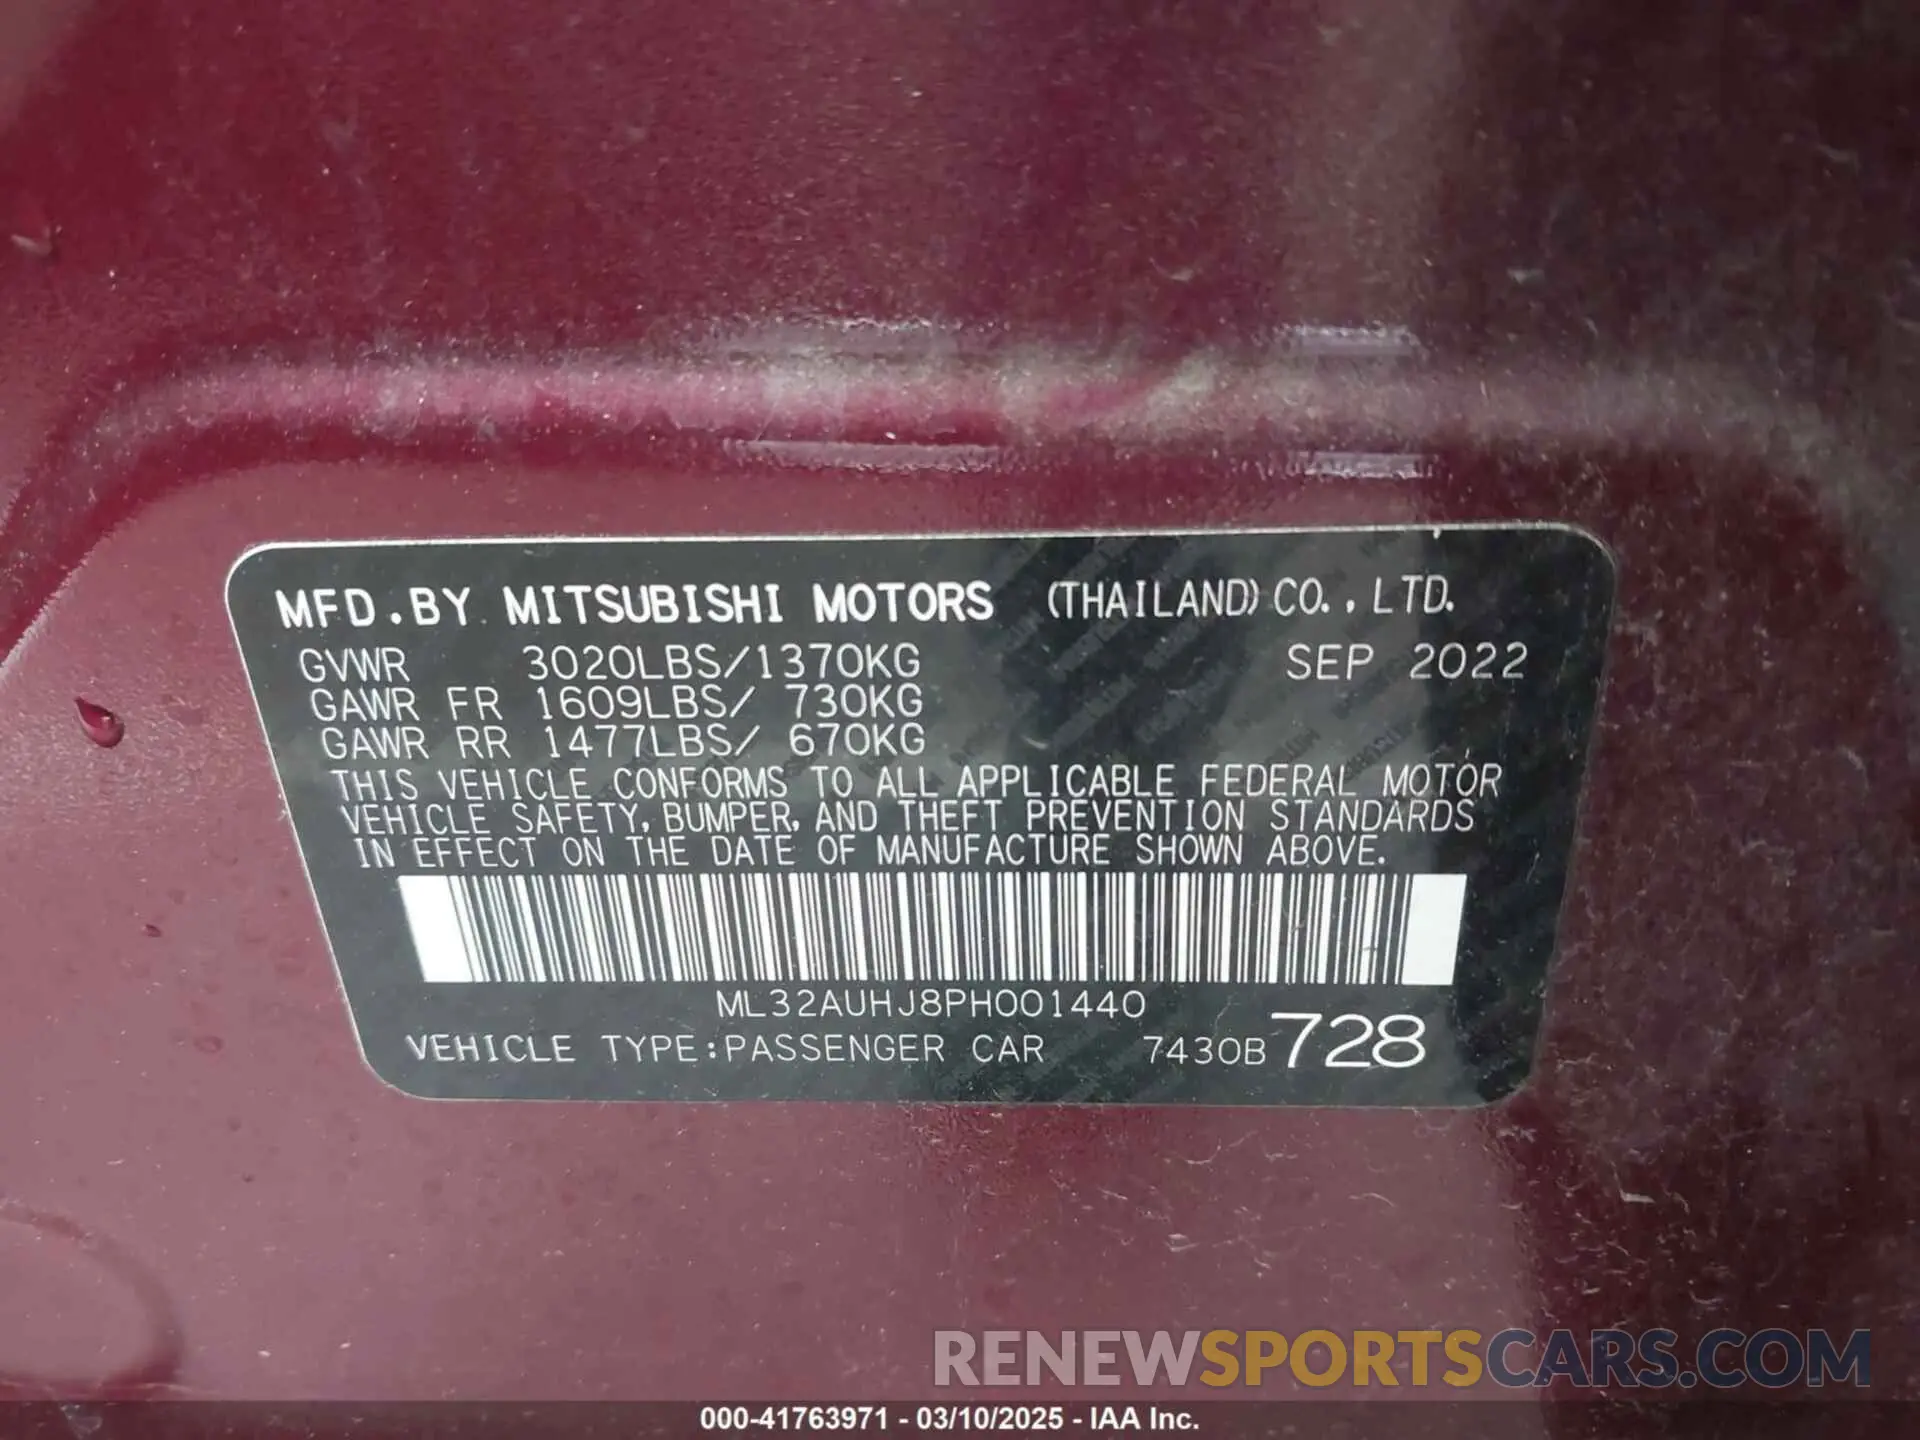 MFD.BY MITSUBISHI MOTORS (THAILAND) CO., LTD.
GVWR 3020LBS/1370KG SEP 2022
GAWR FR 1609LBS/ 730KG
GAWR RR 1477LBS/ 670KG
THIS VEHICLE CONFORMS TO ALL APPLICABLE FEDERAL MOTOR
VEHICLE SAFETY, BUMPER, AND THEFT PREVENTION STANDARDS
IN EFFECT ON THE DATE OF MANUFACTURE SHOWN ABOVE.
ML32AUHJ8PH001440
VEHICLE TYPE:PASSENGER CAR 7430B 728
RENEWSPORTSCARS.COM
000-41763971 - 03/10/2025 - IAA Inc.